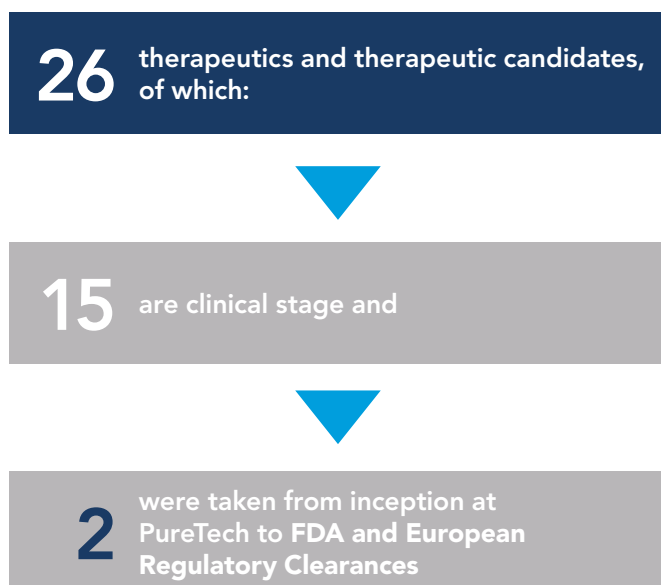 26
therapeutics and therapeutic candidates,
of which:
15
are clinical stage and
2
were taken from inception at
PureTech to FDA and European
Regulatory Clearances